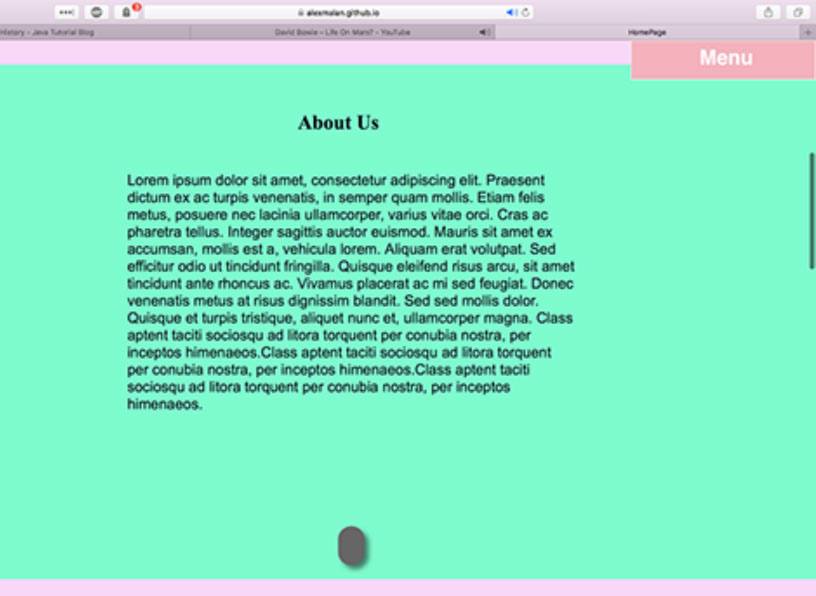 alexmalan.github.io
History - Java Tutorial Blog
David Bowie – Life On Mars? - YouTube
HomePage
Menu
About Us
Lorem ipsum dolor sit amet, consectetur adipiscing elit. Praesent
dictum ex ac turpis venenatis, in semper quam mollis. Etiam felis
metus, posuere nec lacinia ullamcorper, varius vitae orci. Cras ac
pharetra tellus. Integer sagittis auctor euismod. Mauris sit amet ex
accumsan, mollis est a, vehicula lorem. Aliquam erat volutpat. Sed
efficitur odio ut tincidunt fringilla. Quisque eleifend risus arcu, sit amet
tincidunt ante rhoncus ac. Vivamus placerat ac mi sed feugiat. Donec
venenatis metus at risus dignissim blandit. Sed sed mollis dolor.
Quisque et turpis tristique, aliquet nunc et, ullamcorper magna. Class
aptent taciti sociosqu ad litora torquent per conubia nostra, per
inceptos himenaeos.Class aptent taciti sociosqu ad litora torquent
per conubia nostra, per inceptos himenaeos.Class aptent taciti
sociosqu ad litora torquent per conubia nostra, per inceptos
himenaeos.